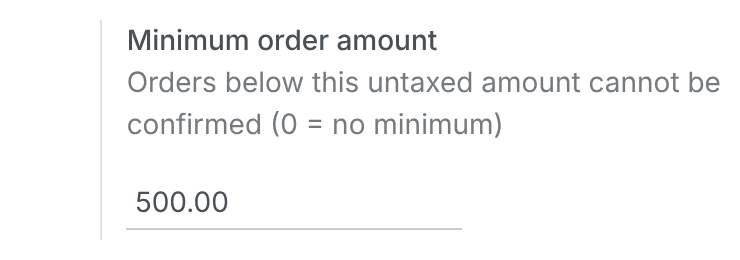 Minimum order amount
Orders below this untaxed amount cannot be
confirmed (0 = no minimum)
500.00